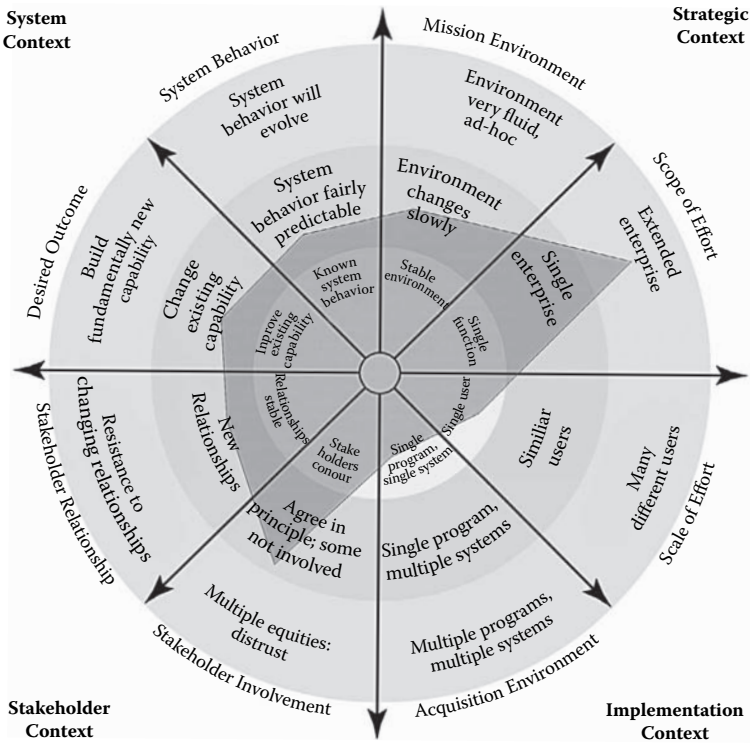 System
Context
Strategic
Context
System Behavior
Mission Environment
System
behavior will
evolve
Environment
very fluid,
ad-hoc
Desired Outcome
Scope of Effort
Build
fundamentally new
capability
System
behavior fairly
predictable
Environment
changes
slowly
Extended
enterprise
Change
existing
capability
Known
system
behavior
Stable
environment
Single
enterprise
Inprove
existing
capability
Single
function
Relationships
stable
Single user
New
Relationships
Stake
holders
conour
Single
program,
single system
Similiar
users
Resistance to
changing relationships
Many
different users
Stakeholder Relationship
Scale of Effort
Agree in
principle; some
not involved
Single program,
multiple systems
Multiple equities:
distrust
Multiple programs,
multiple systems
Stakeholder Involvement
Acquisition Environment
Stakeholder
Context
Implementation
Context